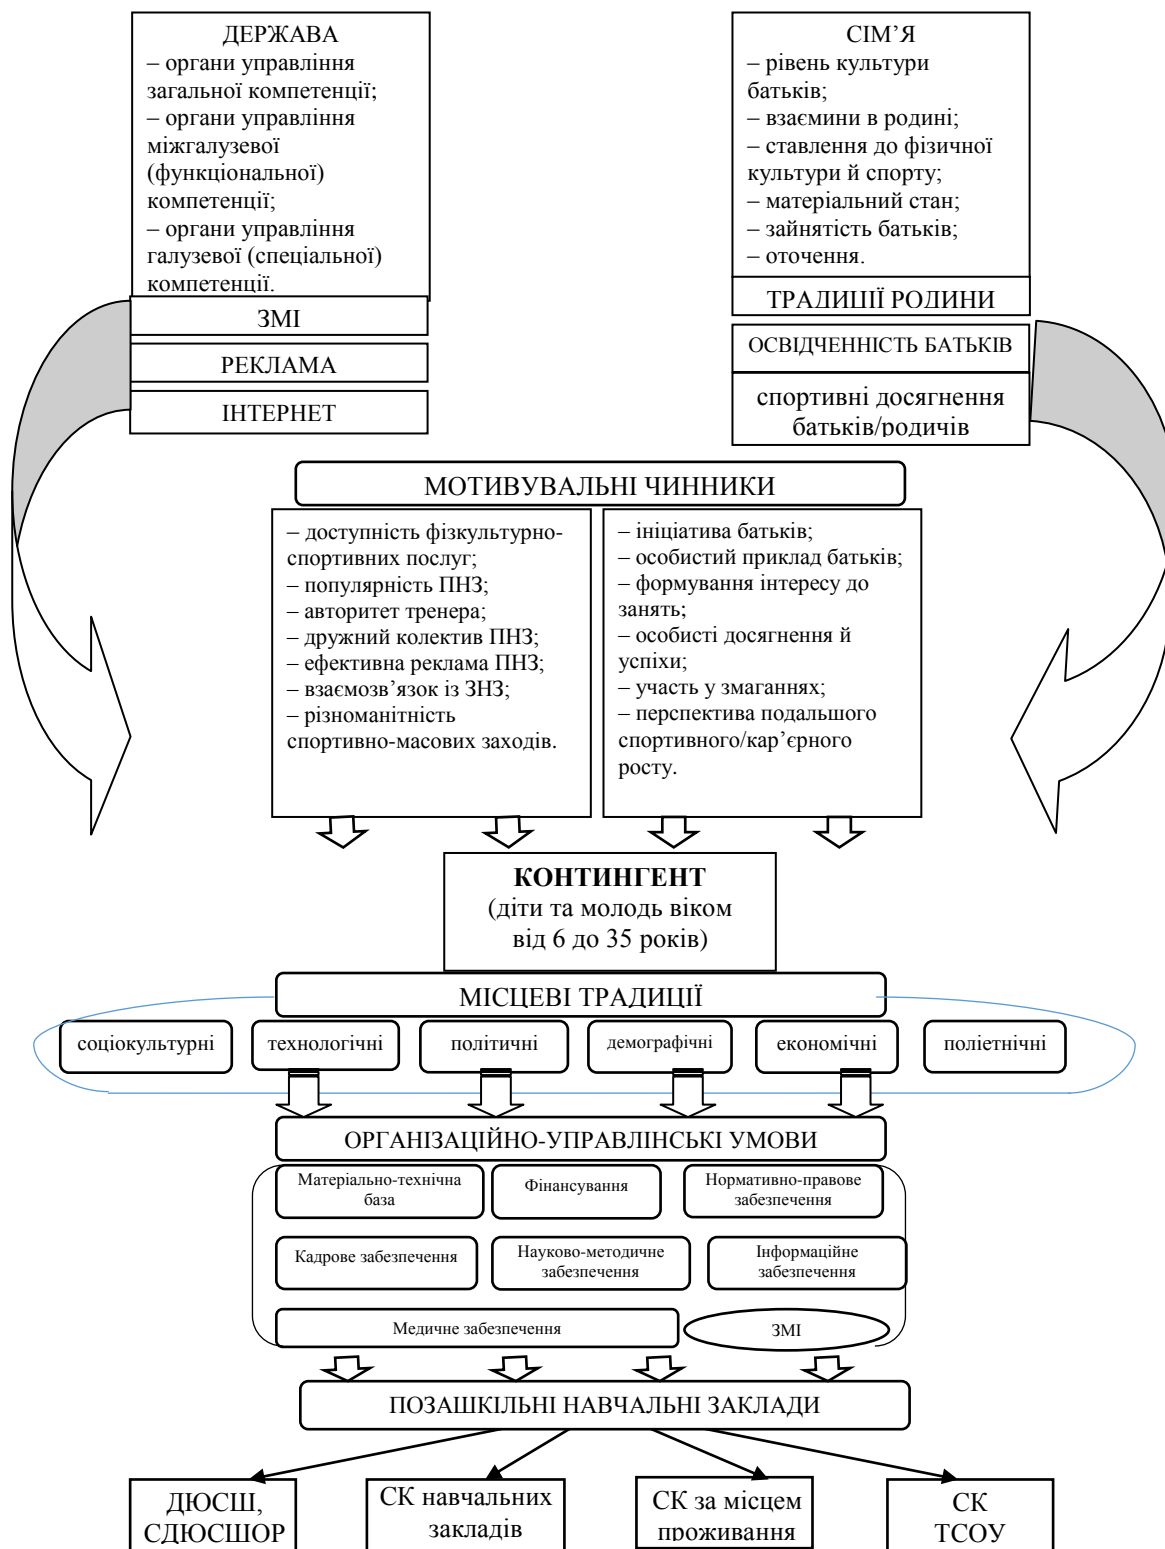 ДЕРЖАВА
– органи управління
загальної компетенції;
– органи управління
міжгалузевої
(функціональної)
компетенції;
– органи управління
галузевої (спеціальної)
компетенції.
ЗМІ
РЕКЛАМА
ІНТЕРНЕТ
СІМ’Я
– рівень культури
батьків;
– взаємини в родині;
– ставлення до фізичної
культури й спорту;
– матеріальний стан;
– зайнятість батьків;
– оточення.
ТРАДИЦІЇ РОДИНИ
ОСВІДЧЕННІСТЬ БАТЬКІВ
спортивні досягнення
батьків/родичів
МОТИВУВАЛЬНІ ЧИННИКИ
– доступність фізкультурно-
спортивних послуг;
– популярність ПНЗ;
– авторитет тренера;
– дружний колектив ПНЗ;
– ефективна реклама ПНЗ;
– взаємозв’язок із ЗНЗ;
– різноманітність
спортивно-масових заходів.
– ініціатива батьків;
– особистий приклад батьків;
– формування інтересу до
занять;
– особисті досягнення й
успіхи;
– участь у змаганнях;
– перспектива подальшого
спортивного/кар’єрного
росту.
КОНТИНГЕНТ
(діти та молодь віком
від 6 до 35 років)
МІСЦЕВІ ТРАДИЦІЇ
соціокультурні
технологічні
політичні
демографічні
економічні
поліетнічні
ОРГАНІЗАЦІЙНО-УПРАВЛІНСЬКІ УМОВИ
Матеріально-технічна
база
Фінансування
Нормативно-правове
забезпечення
Кадрове забезпечення
Науково-методичне
забезпечення
Інформаційне
забезпечення
Медичне забезпечення
ЗМІ
ПОЗАШКІЛЬНІ НАВЧАЛЬНІ ЗАКЛАДИ
ДЮСШ,
СДЮСШОР
СК навчальних
закладів
СК за місцем
проживання
СК
ТСОУ